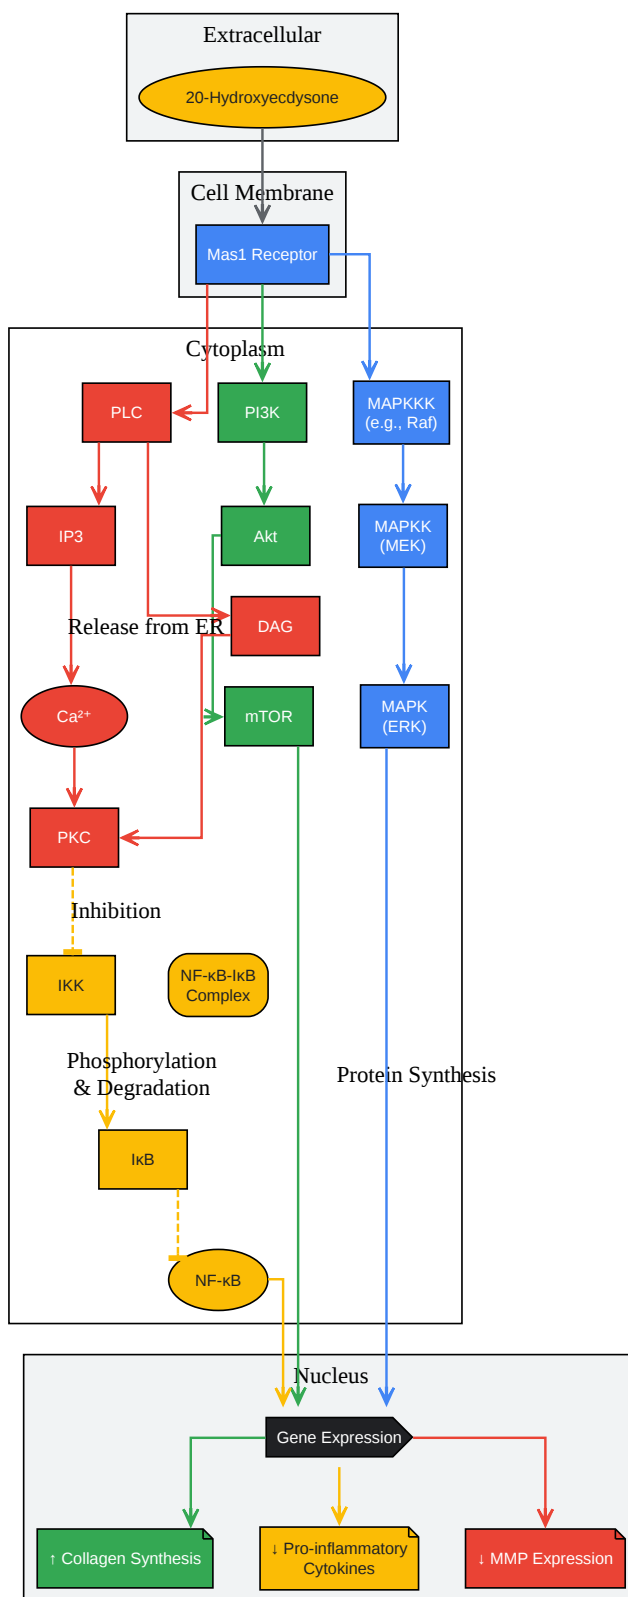 Extracellular
20-Hydroxyecdysone
Cell Membrane
Mas1 Receptor
Cytoplasm
PLC
PI3K
MAPKKK
(e.g., Raf)
IP3
Akt
MAPKK
(MEK)
Release from ER
DAG
Ca²⁺
mTOR
MAPK
(ERK)
PKC
Inhibition
IKK
NF-κB-IκB
Complex
Phosphorylation
& Degradation
Protein Synthesis
IκB
NF-κB
Nucleus
Gene Expression
↑ Collagen Synthesis
↓ Pro-inflammatory
Cytokines
↓ MMP Expression